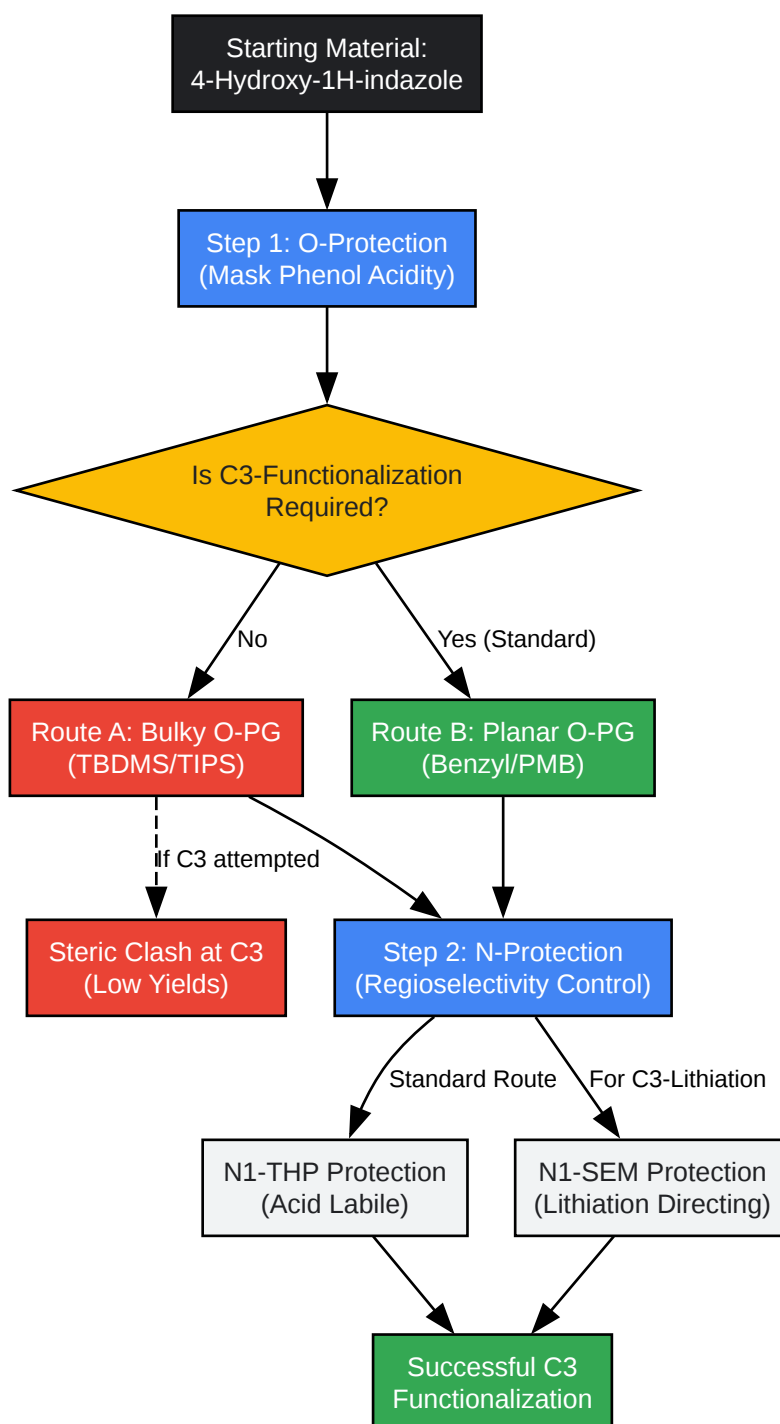 Starting Material:
4-Hydroxy-1H-indazole
Step 1: O-Protection
(Mask Phenol Acidity)
Is C3-Functionalization
Required?
No
Yes (Standard)
Route A: Bulky O-PG
(TBDMS/TIPS)
Route B: Planar O-PG
(Benzyl/PMB)
If C3 attempted
Steric Clash at C3
(Low Yields)
Step 2: N-Protection
(Regioselectivity Control)
Standard Route
For C3-Lithiation
N1-THP Protection
(Acid Labile)
N1-SEM Protection
(Lithiation Directing)
Successful C3
Functionalization